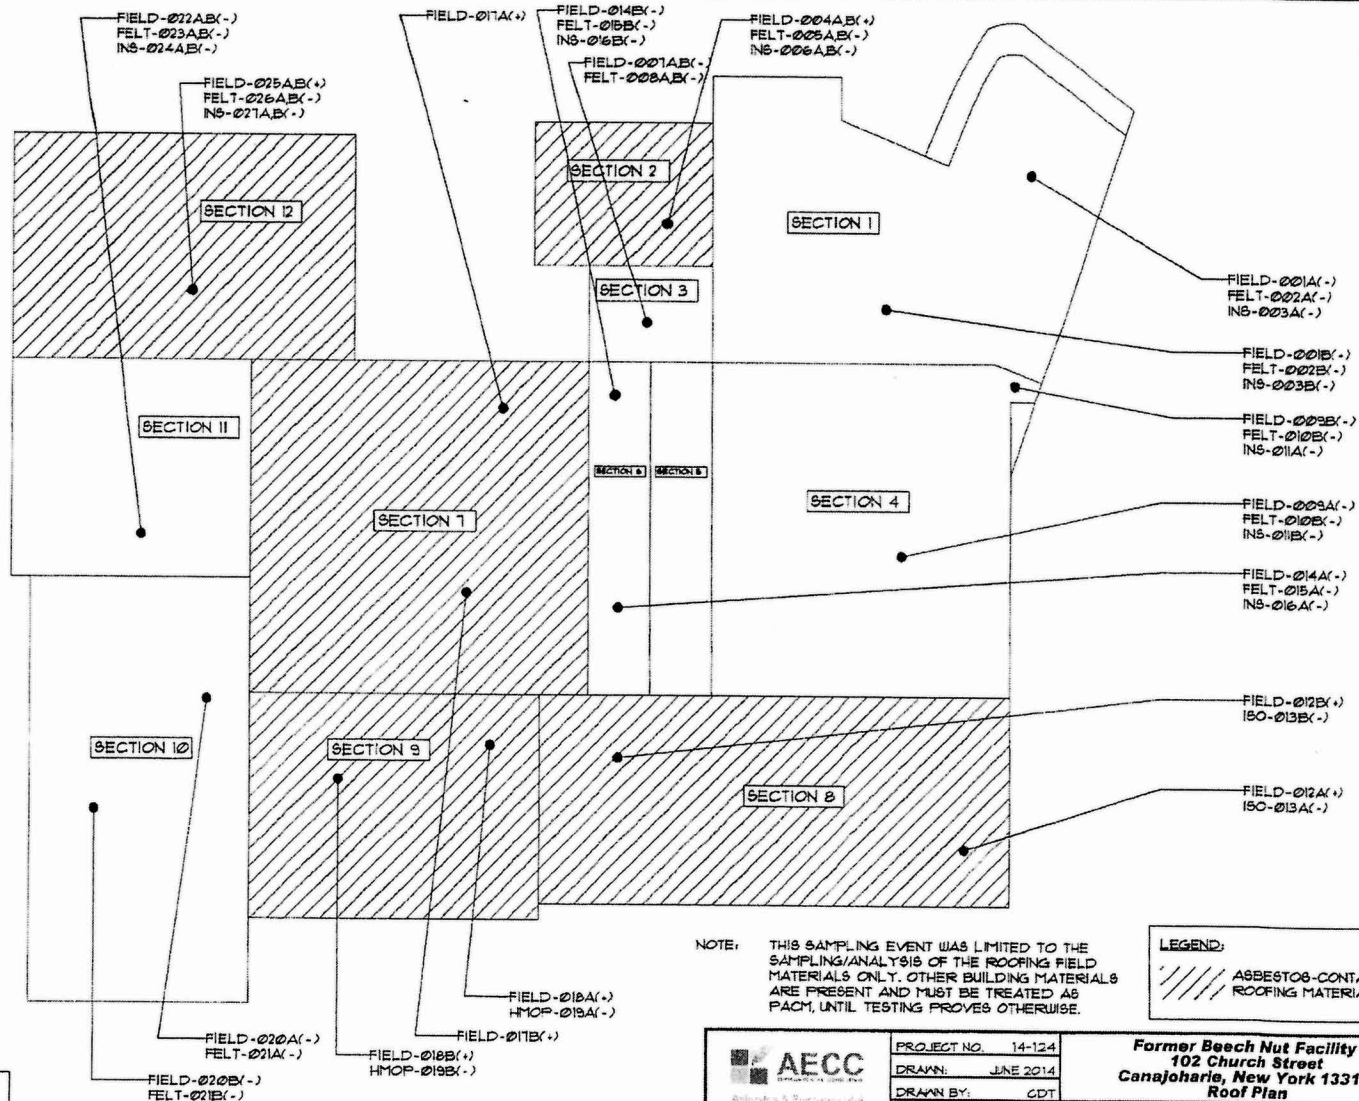 FIELD-022A,B(-)
FELT-023A,B(-)
INS-024A,B(-)
FIELD-017A(+)
FIELD-014B(-)
FELT-015B(-)
INS-016B(-)
FIELD-004A,B(+)
FELT-005A,B(-)
INS-006A,B(-)
FIELD-007A,B(-)
FELT-008A,B(-)
FIELD-025A,B(+)
FELT-026A,B(-)
INS-027A,B(-)
SECTION 2
SECTION 12
SECTION 1
SECTION 3
FIELD-001A(-)
FELT-002A(-)
INS-003A(-)
FIELD-001B(-)
FELT-002B(-)
INS-003B(-)
SECTION 11
FIELD-009B(-)
FELT-010B(-)
INS-011A(-)
SECTION 6
SECTION 5
SECTION 4
SECTION 7
FIELD-009A(-)
FELT-010B(-)
INS-011B(-)
FIELD-014A(-)
FELT-015A(-)
INS-016A(-)
FIELD-012B(+)
ISO-013B(-)
SECTION 10
SECTION 9
SECTION 8
FIELD-012A(+)
ISO-013A(-)
NOTE: THIS SAMPLING EVENT WAS LIMITED TO THE
SAMPLING/ANALYSIS OF THE ROOFING FIELD
MATERIALS ONLY. OTHER BUILDING MATERIALS
ARE PRESENT AND MUST BE TREATED AS
PACM, UNTIL TESTING PROVES OTHERWISE.
LEGEND:
ASBESTOS-CONTA
ROOFING MATERIA
FIELD-018A(+)
HMOP-019A(-)
FIELD-017B(+)
FIELD-018B(+)
HMOP-019B(-)
FIELD-020A(-)
FELT-021A(-)
FIELD-020B(-)
FELT-021B(-)
AECC
PROJECT NO. 14-124
DRAWN: JUNE 2014
DRAWN BY: CDT
Former Beech Nut Facility
102 Church Street
Canajoharie, New York 1331
Roof Plan